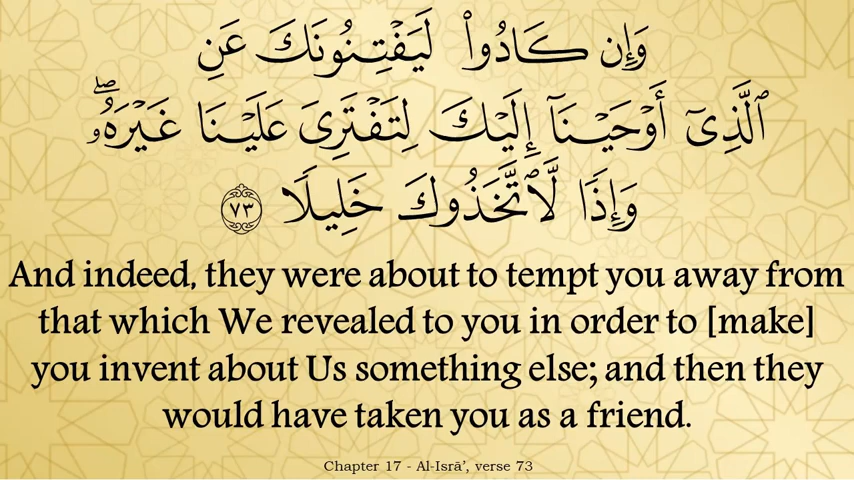 وَإِن كَادُوا۟ لَيَفْتِنُونَكَ عَنِ
ٱلَّذِىٓ أَوْحَيْنَآ إِلَيْكَ لِتَفْتَرِىَ عَلَيْنَا غَيْرَهُۥ ۖ
وَإِذًا لَّٱتَّخَذُوكَ خَلِيلًا ٧٣
And indeed, they were about to tempt you away from
that which We revealed to you in order to [make]
you invent about Us something else; and then they
would have taken you as a friend.
Chapter 17 - Al-Isrā’, verse 73